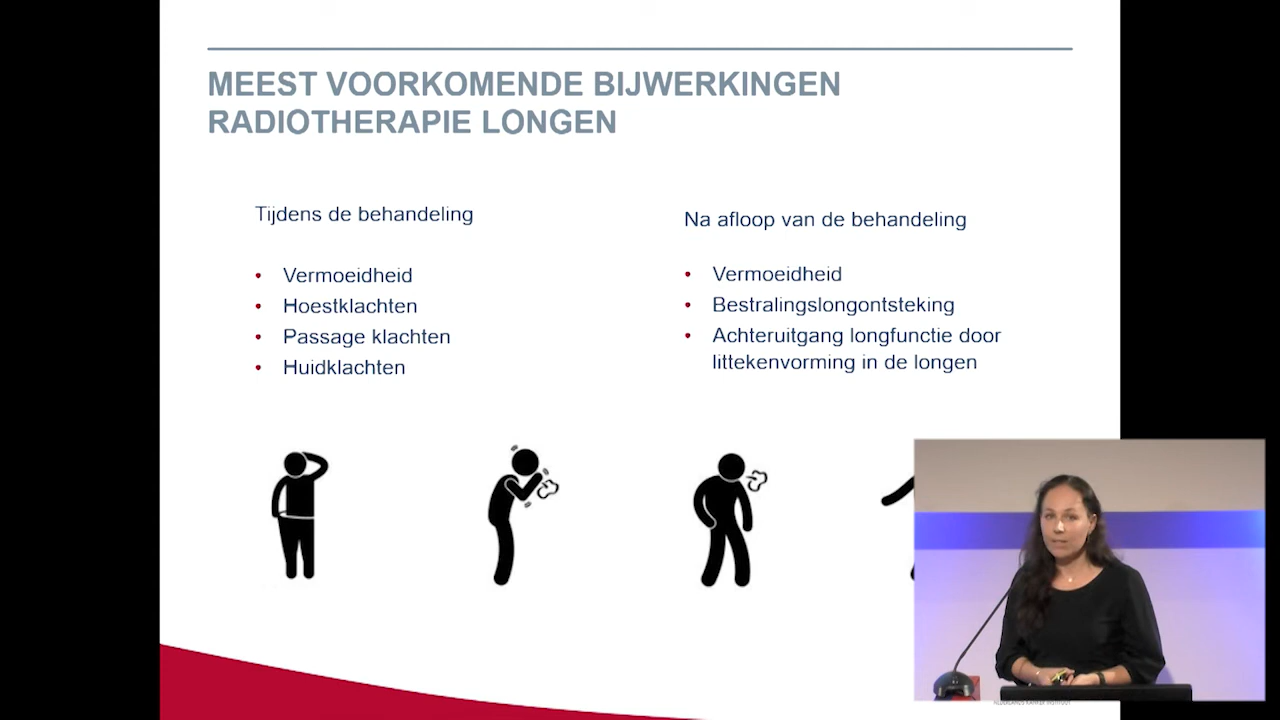 MEEST VOORKOMENDE BIJWERKINGEN
RADIOTHERAPIE LONGEN
Tijdens de behandeling
• Vermoeidheid
• Hoestklachten
• Passage klachten
• Huidklachten
Na afloop van de behandeling
• Vermoeidheid
• Bestralingslongontsteking
• Achteruitgang longfunctie door
littekenvorming in de longen